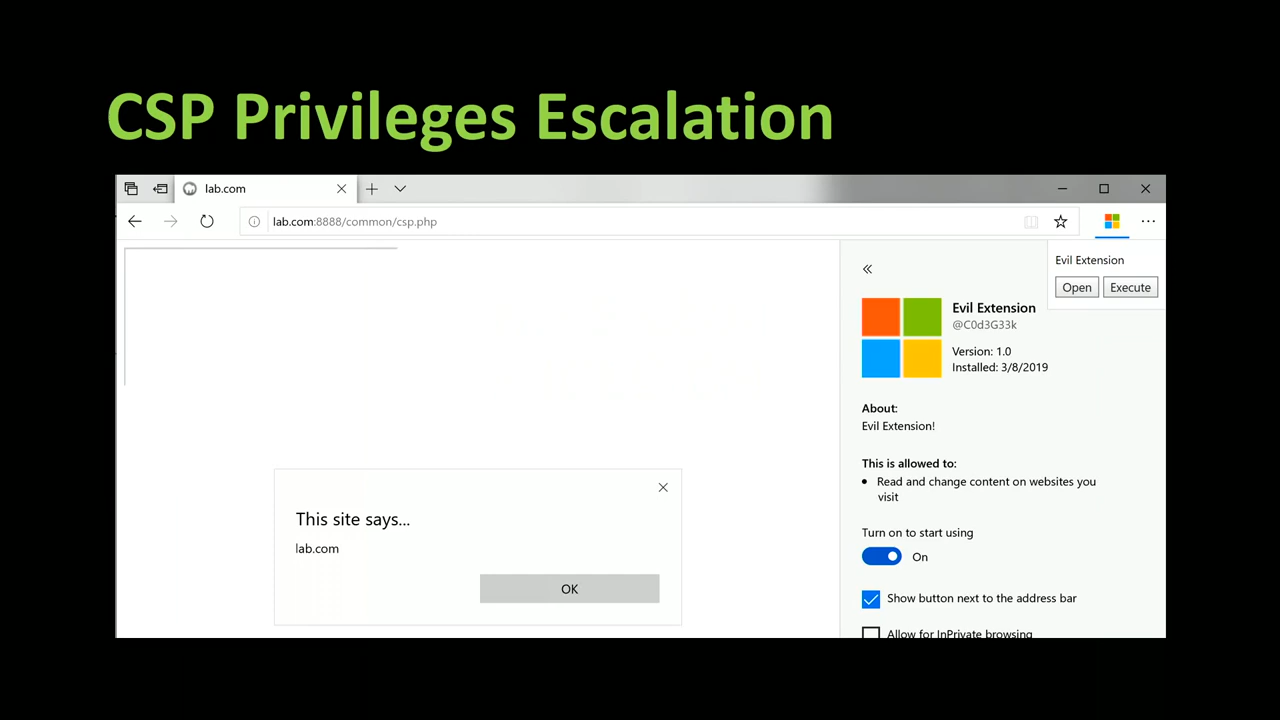 CSP Privileges Escalation
lab.com
lab.com:8888/common/csp.php
Evil Extension
Open Execute
Evil Extension
@C0d3G33k
Version: 1.0
Installed: 3/8/2019
About:
Evil Extension!
This is allowed to:
Read and change content on websites you
visit
Turn on to start using
On
Show button next to the address bar
Allow for InPrivate browsing
This site says...
lab.com
OK